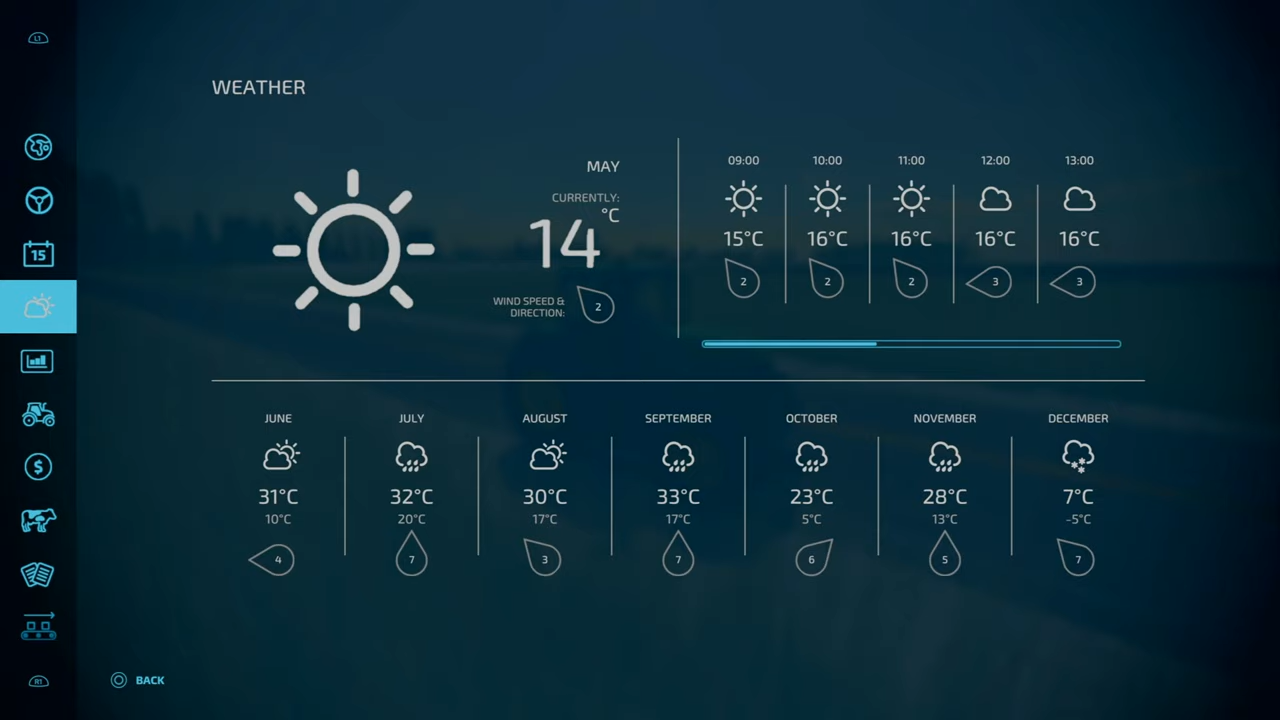 L1
WEATHER
MAY
CURRENTLY:
14 °C
WIND SPEED &
DIRECTION:
2
09:00 10:00 11:00 12:00 13:00
15°C 16°C 16°C 16°C 16°C
2 2 2 3 3
15
JUNE JULY AUGUST SEPTEMBER OCTOBER NOVEMBER DECEMBER
31°C 32°C 30°C 33°C 23°C 28°C 7°C
10°C 20°C 17°C 17°C 5°C 13°C -5°C
4 7 3 7 6 5 7
$
R1
BACK